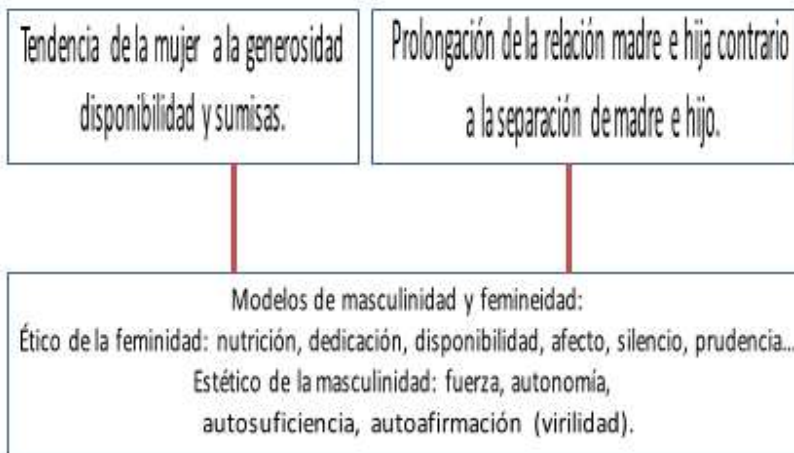 Tendencia de la mujer a la generosidad
disponibilidad y sumisas.
Prolongación de la relación madre e hija contrario
a la separación de madre e hijo.
Modelos de masculinidad y femineidad:
Ético de la feminidad: nutrición, dedicación, disponibilidad, afecto, silencio, prudencia...
Estético de la masculinidad: fuerza, autonomía,
autosuficiencia, autoafirmación (virilidad).